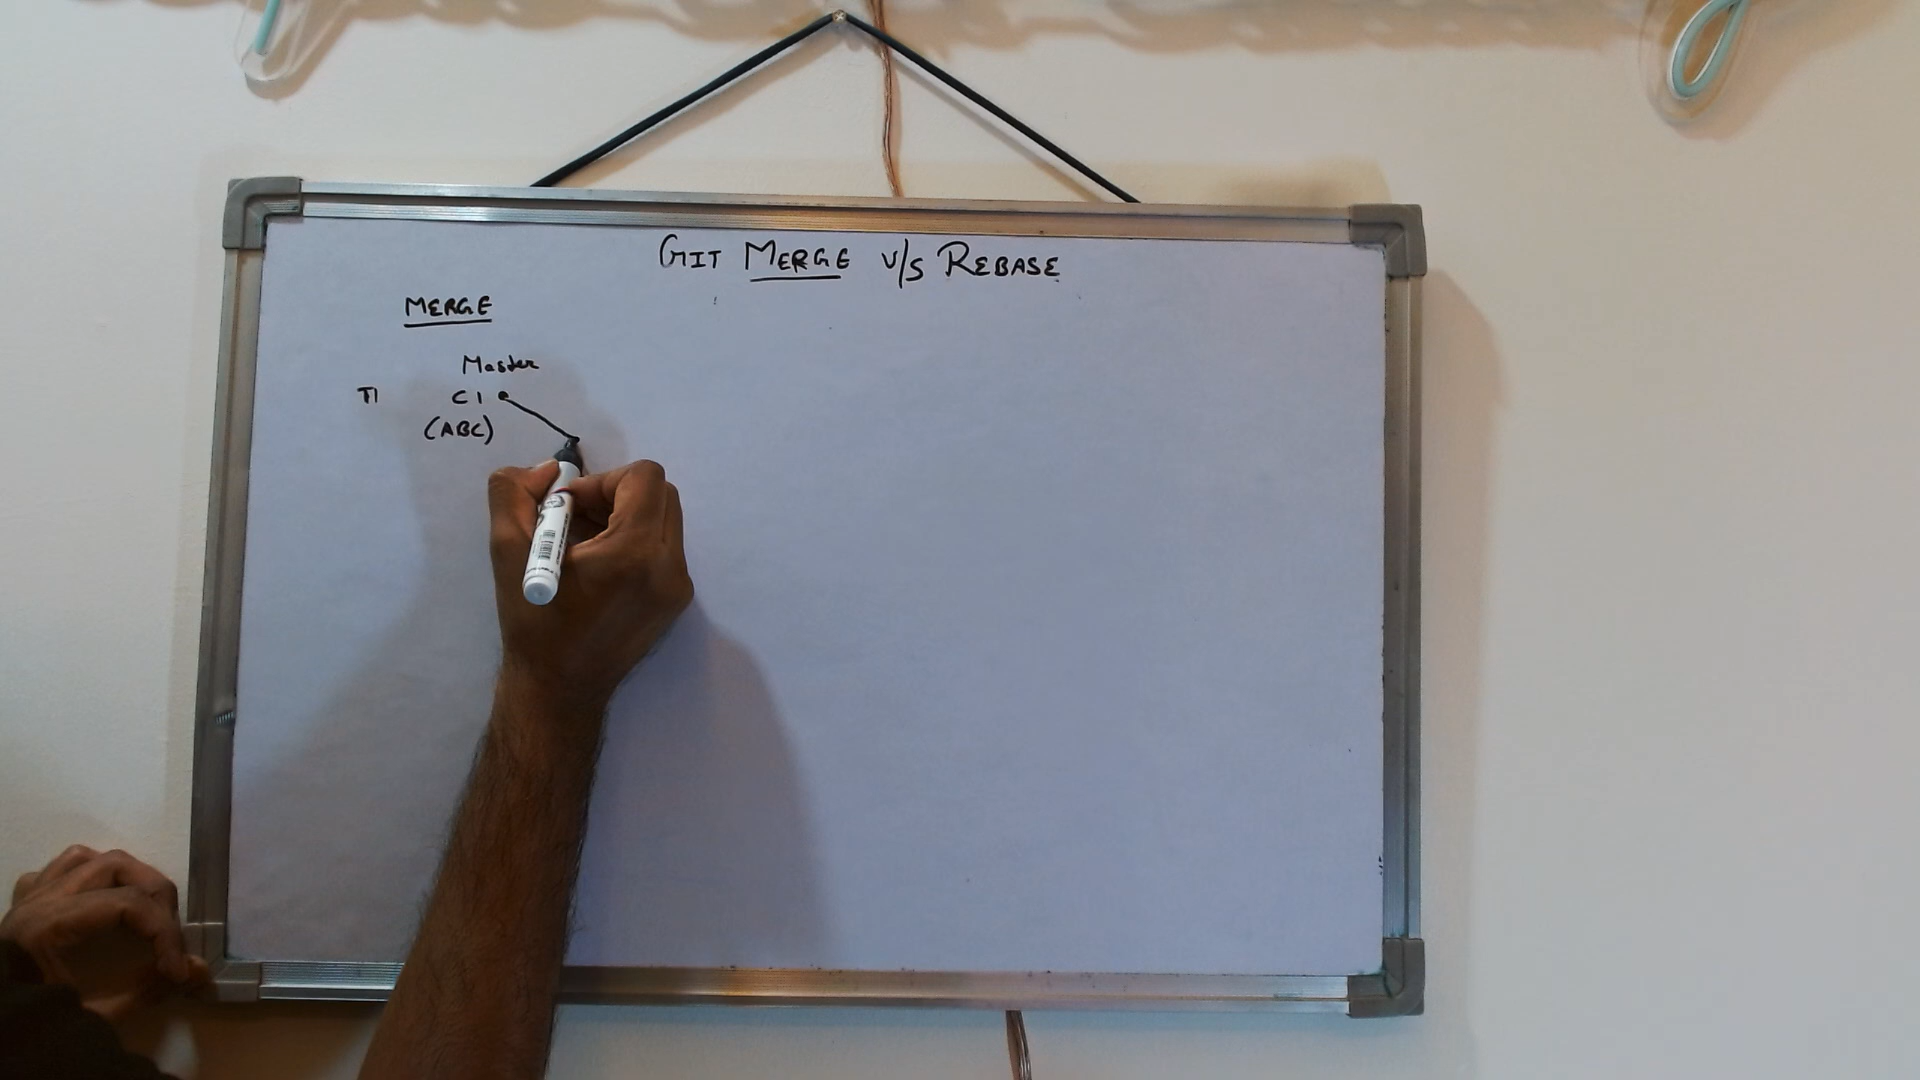 GIT MERGE V/S REBASE
MERGE
Master
T1 C1
(ABC)